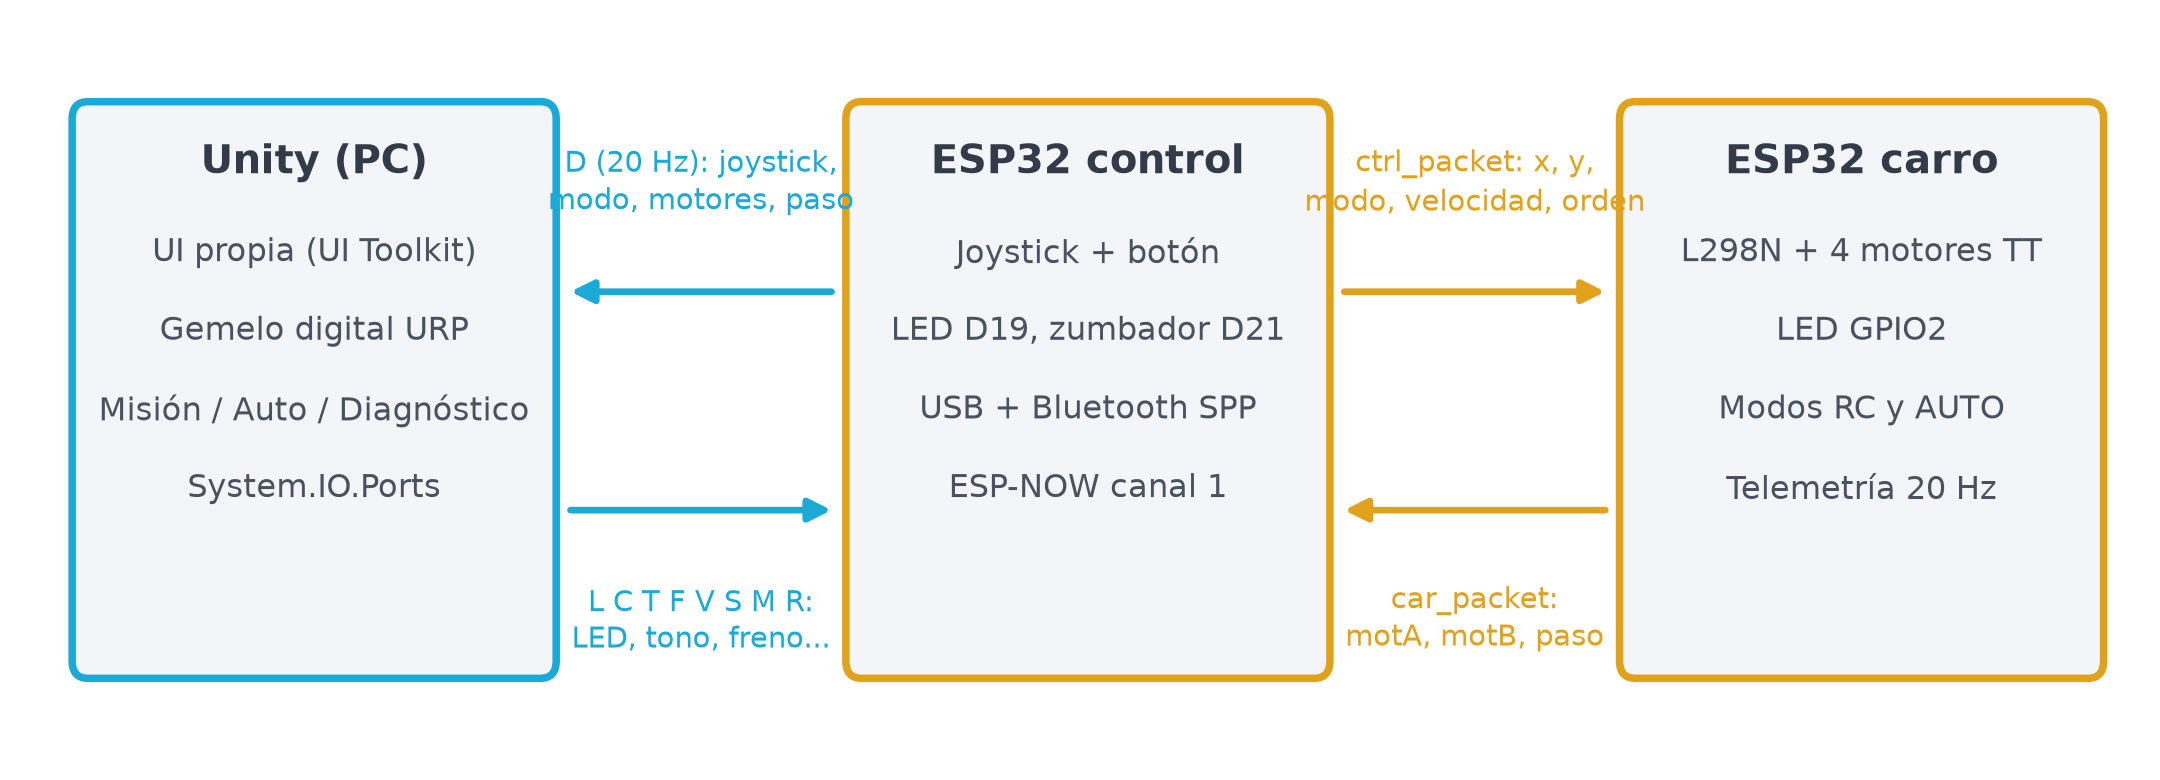 Unity (PC)
UI propia (UI Toolkit)
Gemelo digital URP
Misión / Auto / Diagnóstico
System.IO.Ports
D (20 Hz): joystick,
modo, motores, paso
L C T F V S M R:
LED, tono, freno...
ESP32 control
Joystick + botón
LED D19, zumbador D21
USB + Bluetooth SPP
ESP-NOW canal 1
ctrl_packet: x, y,
modo, velocidad, orden
car_packet:
motA, motB, paso
ESP32 carro
L298N + 4 motores TT
LED GPIO2
Modos RC y AUTO
Telemetría 20 Hz